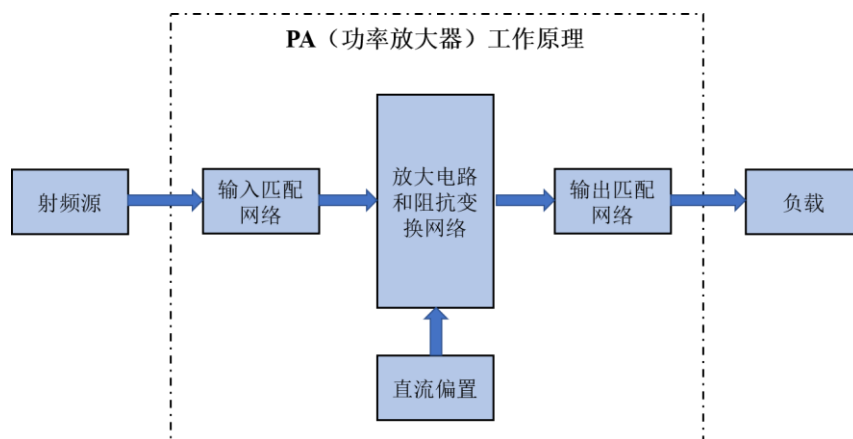 PA（功率放大器）工作原理
射频源
输入匹配
网络
放大电路
和阻抗变
换网络
输出匹配
网络
负载
直流偏置